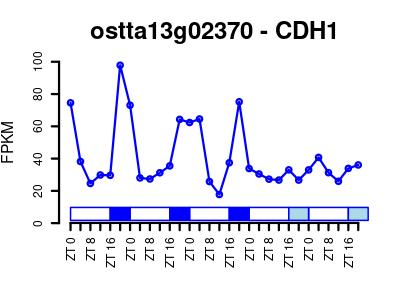 ostta13g02370 - CDH1
FPKM
100
80
60
40
20
0
ZT 0
ZT 8
ZT 16
ZT 0
ZT 8
ZT 16
ZT 0
ZT 8
ZT 16
ZT 0
ZT 8
ZT 16
ZT 0
ZT 8
ZT 16